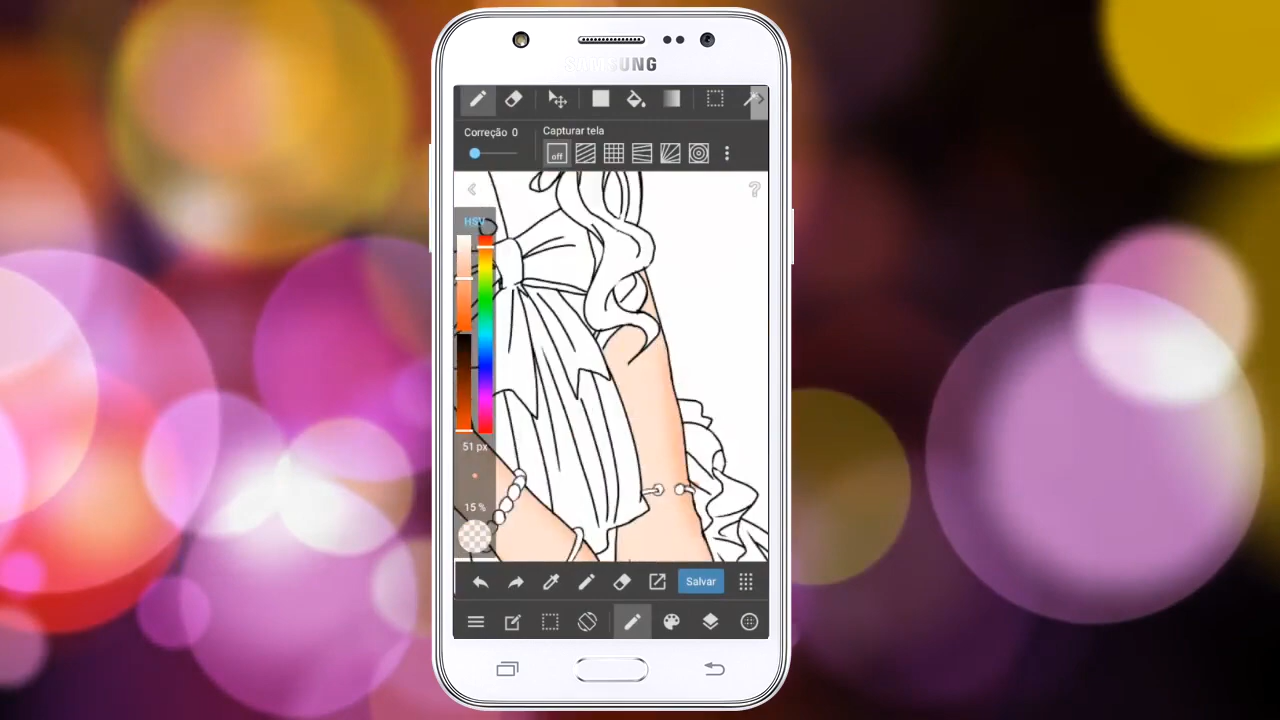 SAMSUNG
Correção 0
Capturar tela
off
?
HSV
51 px
15 %
Salvar